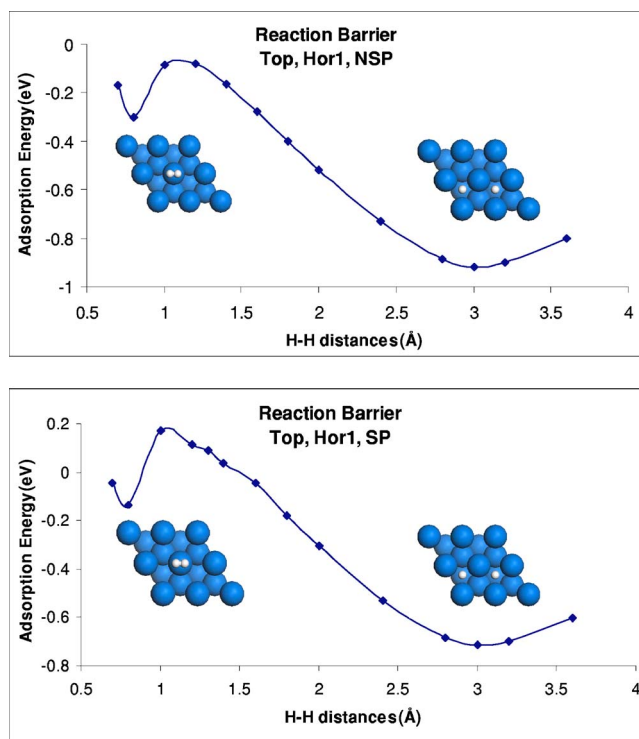 Reaction Barrier
Top, Hor1, NSP
Adsorption Energy(eV)
0
-0.2
-0.4
-0.6
-0.8
-1
0.5 1 1.5 2 2.5 3 3.5 4
H-H distances(Å)
Reaction Barrier
Top, Hor1, SP
Adsorption Energy(eV)
0.2
0
-0.2
-0.4
-0.6
-0.8
0.5 1 1.5 2 2.5 3 3.5 4
H-H distances(Å)